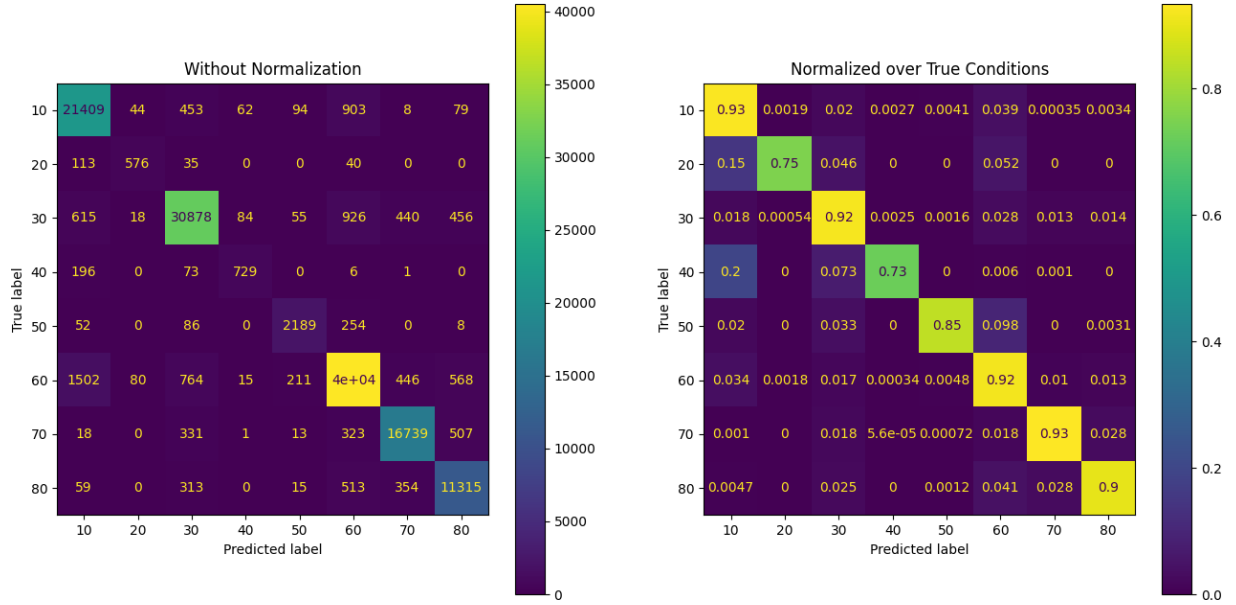 Without Normalization
10 21409 44 453 62 94 903 8 79
20 113 576 35 0 0 40 0 0
30 615 18 30878 84 55 926 440 456
40 196 0 73 729 0 6 1 0
50 52 0 86 0 2189 254 0 8
60 1502 80 764 15 211 4e+04 446 568
70 18 0 331 1 13 323 16739 507
80 59 0 313 0 15 513 354 11315
10 20 30 40 50 60 70 80
Predicted label
True label
40000
35000
30000
25000
20000
15000
10000
5000
0
Normalized over True Conditions
10 0.93 0.0019 0.02 0.0027 0.0041 0.039 0.00035 0.0034
20 0.15 0.75 0.046 0 0 0.052 0 0
30 0.018 0.00054 0.92 0.0025 0.0016 0.028 0.013 0.014
40 0.2 0 0.073 0.73 0 0.006 0.001 0
50 0.02 0 0.033 0 0.85 0.098 0 0.0031
60 0.034 0.0018 0.017 0.00034 0.0048 0.92 0.01 0.013
70 0.001 0 0.018 5.6e-05 0.00072 0.018 0.93 0.028
80 0.0047 0 0.025 0 0.0012 0.041 0.028 0.9
10 20 30 40 50 60 70 80
Predicted label
True label
0.8
0.6
0.4
0.2
0.0